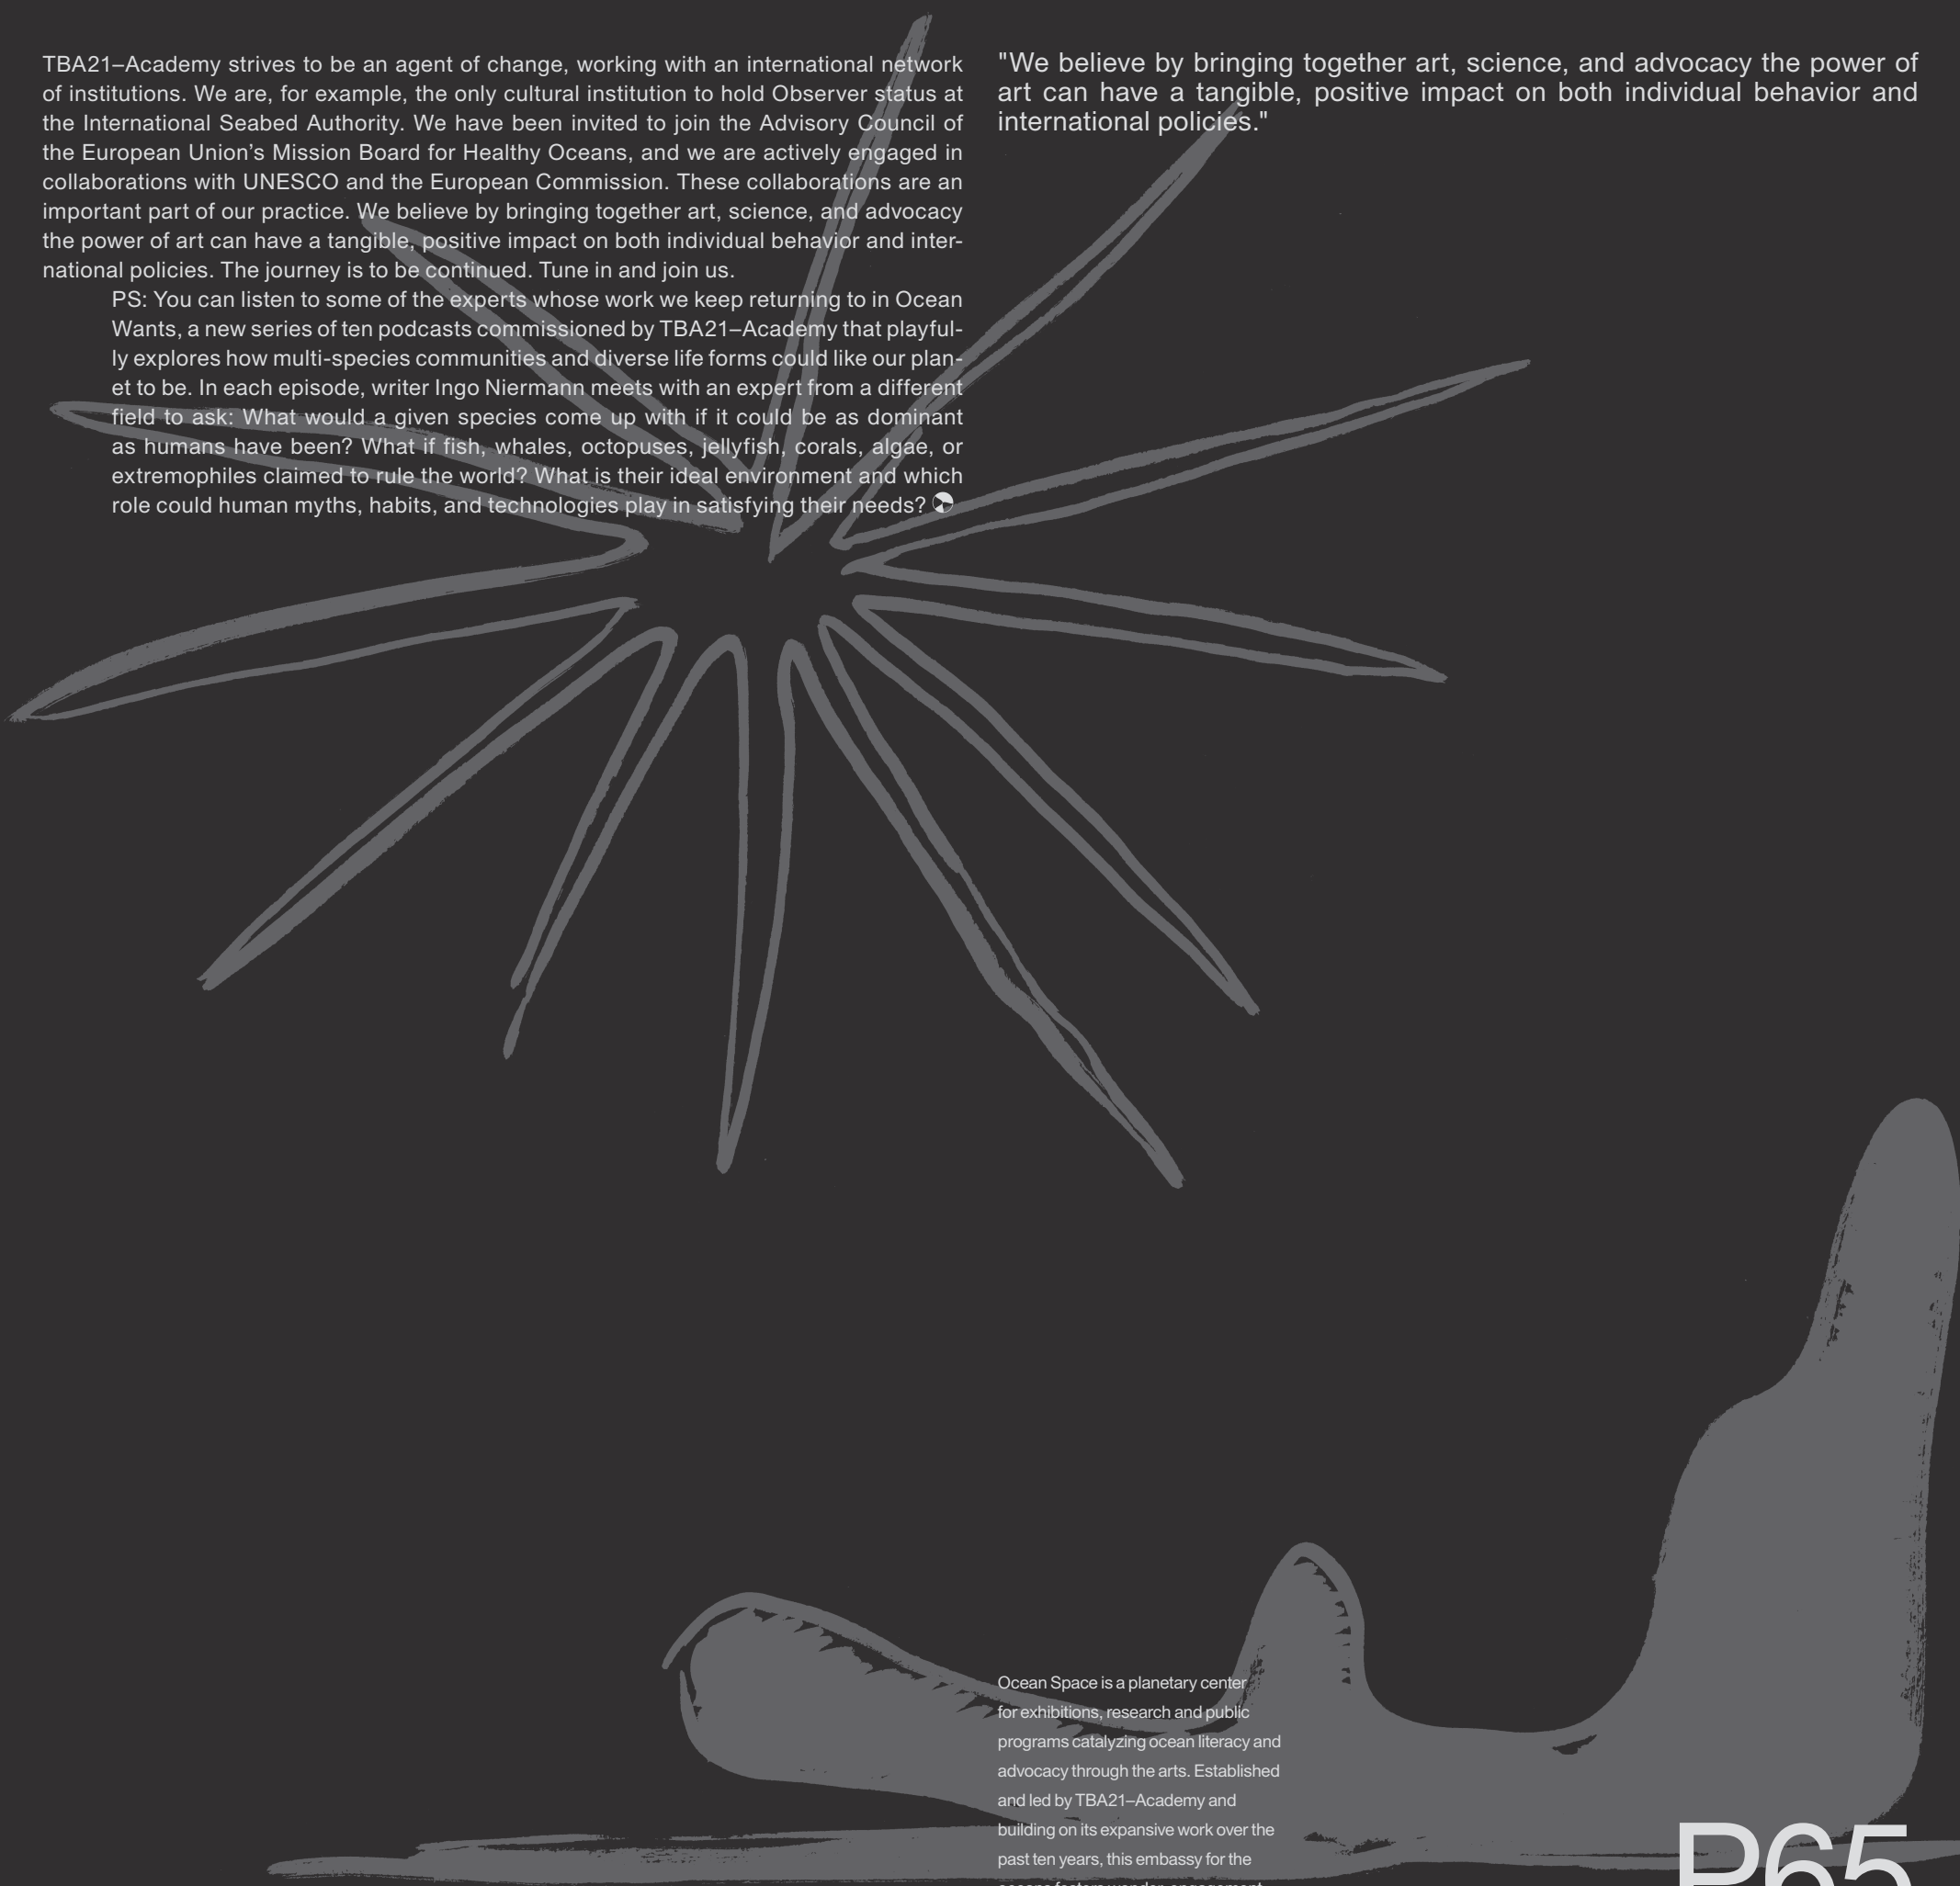 TBA21–Academy strives to be an agent of change, working with an international network
of institutions. We are, for example, the only cultural institution to hold Observer status at
the International Seabed Authority. We have been invited to join the Advisory Council of
the European Union’s Mission Board for Healthy Oceans, and we are actively engaged in
collaborations with UNESCO and the European Commission. These collaborations are an
important part of our practice. We believe by bringing together art, science, and advocacy
the power of art can have a tangible, positive impact on both individual behavior and inter-
national policies. The journey is to be continued. Tune in and join us.
PS: You can listen to some of the experts whose work we keep returning to in Ocean
Wants, a new series of ten podcasts commissioned by TBA21–Academy that playful-
ly explores how multi-species communities and diverse life forms could like our plan-
et to be. In each episode, writer Ingo Niermann meets with an expert from a different
field to ask: What would a given species come up with if it could be as dominant
as humans have been? What if fish, whales, octopuses, jellyfish, corals, algae, or
extremophiles claimed to rule the world? What is their ideal environment and which
role could human myths, habits, and technologies play in satisfying their needs?
"We believe by bringing together art, science, and advocacy the power of
art can have a tangible, positive impact on both individual behavior and
international policies."
Ocean Space is a planetary center
for exhibitions, research and public
programs catalyzing ocean literacy and
advocacy through the arts. Established
and led by TBA21–Academy and
building on its expansive work over the
past ten years, this embassy for the
P65